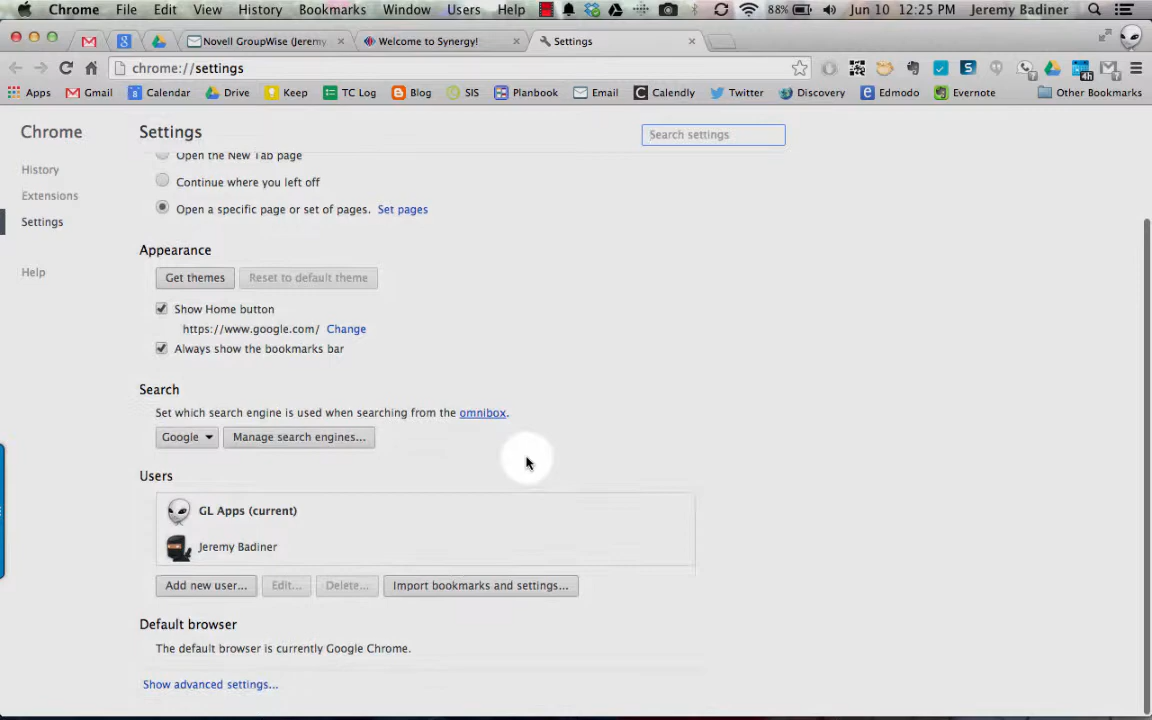 Chrome File Edit View History Bookmarks Window Users Help 88% Jun 10 12:25 PM Jeremy Badiner
Novell GroupWise (Jeremy Welcome to Synergy! Settings
chrome://settings
Apps Gmail Calendar Drive Keep TC Log Blog SIS Planbook Email Calendly Twitter Discovery Edmodo Evernote Other Bookmarks
Chrome Settings Search settings
Open the New Tab page
History
Continue where you left off
Extensions
Open a specific page or set of pages. Set pages
Settings
Appearance
Help
Get themes Reset to default theme
Show Home button
https://www.google.com/ Change
Always show the bookmarks bar
Search
Set which search engine is used when searching from the omnibox.
Google Manage search engines...
Users
GL Apps (current)
Jeremy Badiner
Add new user... Edit... Delete... Import bookmarks and settings...
Default browser
The default browser is currently Google Chrome.
Show advanced settings...